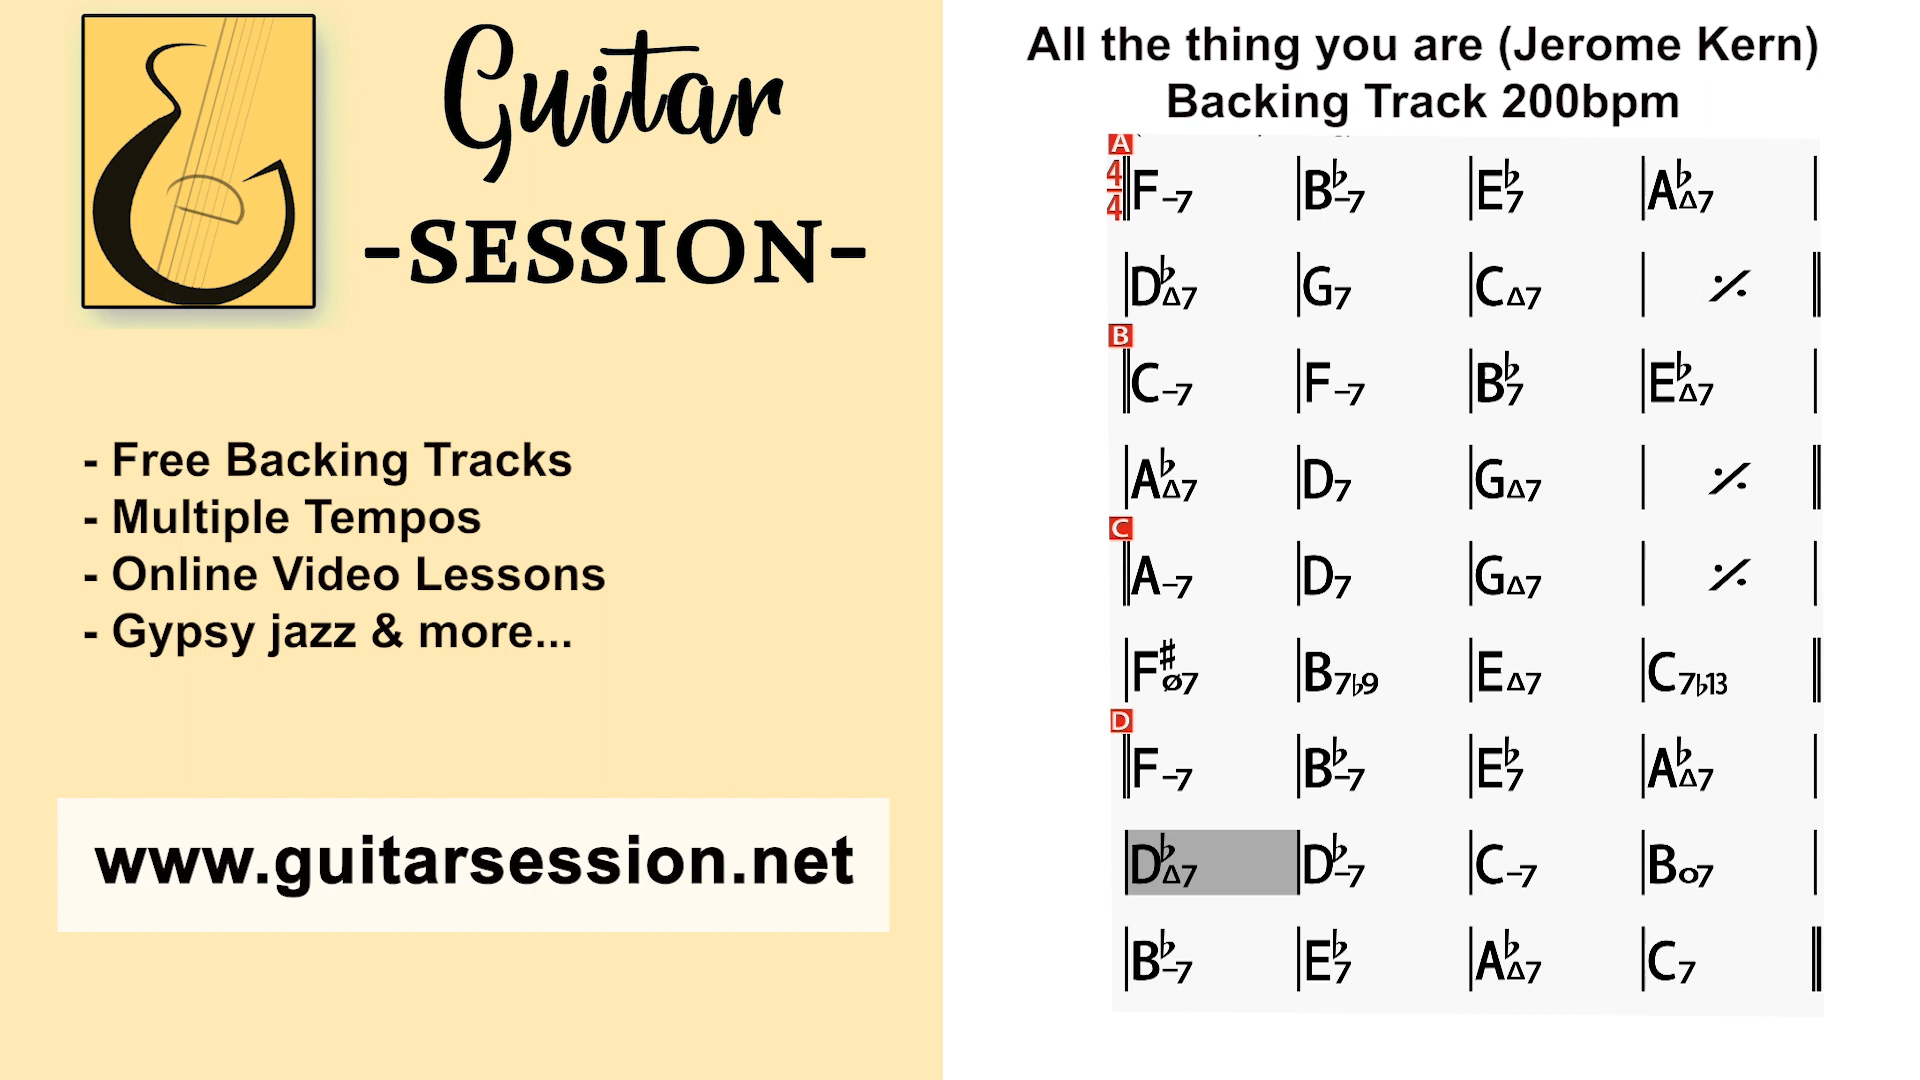 Guitar
-SESSION-
- Free Backing Tracks
- Multiple Tempos
- Online Video Lessons
- Gypsy jazz & more...
www.guitarsession.net
All the thing you are (Jerome Kern)
Backing Track 200bpm
A
4/4 F-7 B♭-7 E♭7 A♭Δ7
D♭Δ7 G7 CΔ7 𝄎
B
C-7 F-7 B♭7 E♭Δ7
A♭Δ7 D7 GΔ7 𝄎
C
A-7 D7 GΔ7 𝄎
F♯ø7 B7♭9 EΔ7 C7♭13
D
F-7 B♭-7 E♭7 A♭Δ7
D♭Δ7 D♭-7 C-7 Bo7
B♭-7 E♭7 A♭Δ7 C7